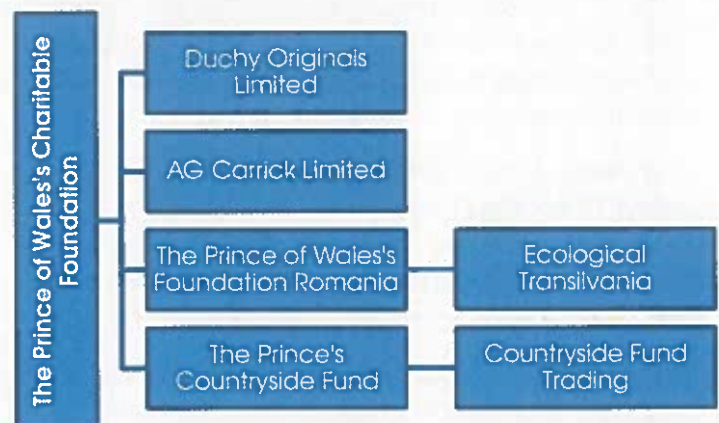 The Prince of Wales's Charitable
Foundation
Duchy Originals
Limited
AG Carrick Limited
The Prince of Wales's
Foundation Romania
Ecological
Transilvania
The Prince's
Countryside Fund
Countryside Fund
Trading